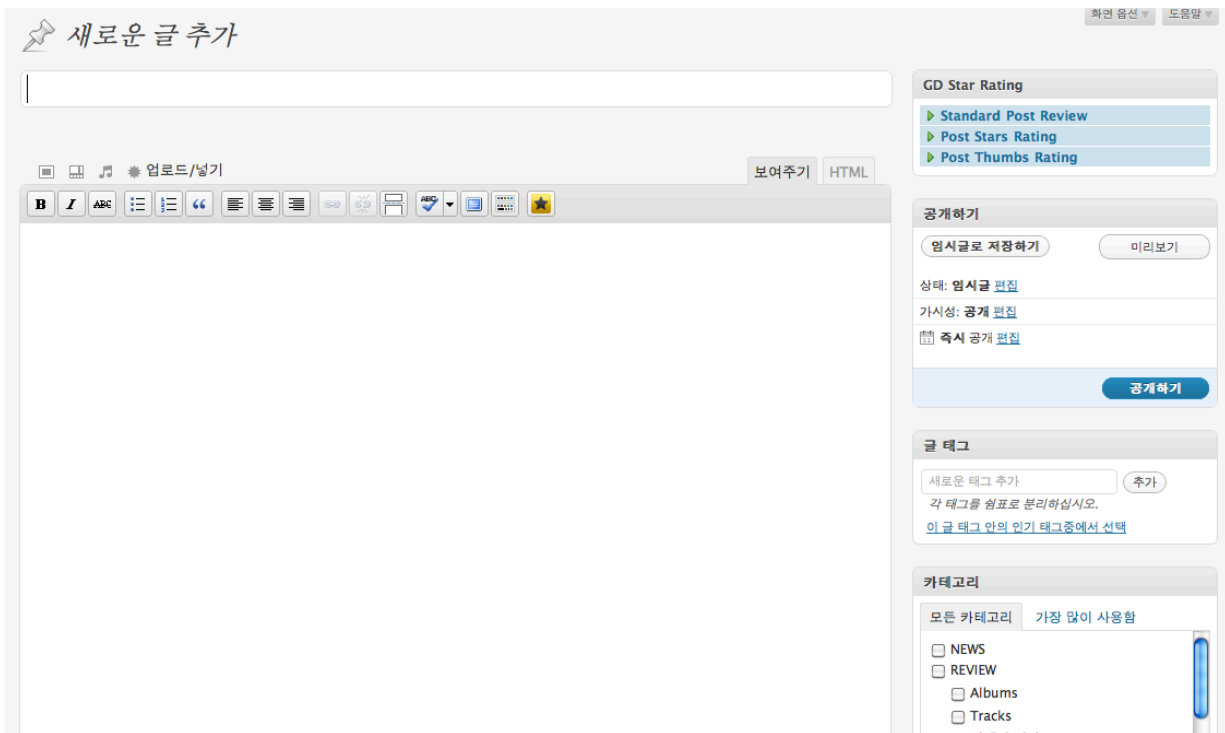 화면 옵션 도움말
새로운 글 추가
업로드/넣기
보여주기 HTML
B I ABC ABC
GD Star Rating
Standard Post Review
Post Stars Rating
Post Thumbs Rating
공개하기
임시글로 저장하기 미리보기
상태: 임시글 편집
가시성: 공개 편집
즉시 공개 편집
공개하기
글 태그
새로운 태그 추가 추가
각 태그를 쉼표로 분리하십시오.
이 글 태그 안의 인기 태그중에서 선택
카테고리
모든 카테고리 가장 많이 사용함
NEWS
REVIEW
Albums
Tracks